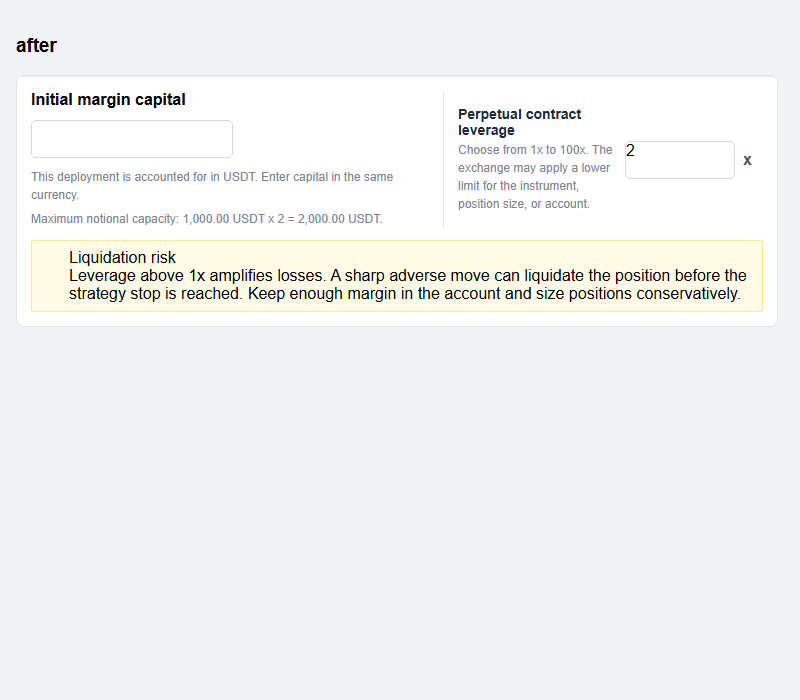 after
Initial margin capital
This deployment is accounted for in USDT. Enter capital in the same
currency.
Maximum notional capacity: 1,000.00 USDT x 2 = 2,000.00 USDT.
Perpetual contract
leverage
Choose from 1x to 100x. The
exchange may apply a lower
limit for the instrument,
position size, or account.
2
x
Liquidation risk
Leverage above 1x amplifies losses. A sharp adverse move can liquidate the position before the
strategy stop is reached. Keep enough margin in the account and size positions conservatively.